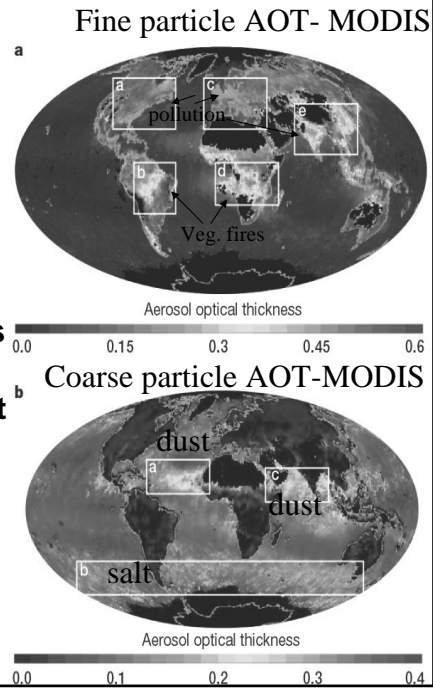 Fine particle AOT- MODIS
a
a
c
pollution
e
b
d
Veg. fires
Aerosol optical thickness
s
0.0 0.15 0.3 0.45 0.6
Coarse particle AOT-MODIS
b
t
dust
a
c
dust
b
salt
Aerosol optical thickness
0.0 0.1 0.2 0.3 0.4